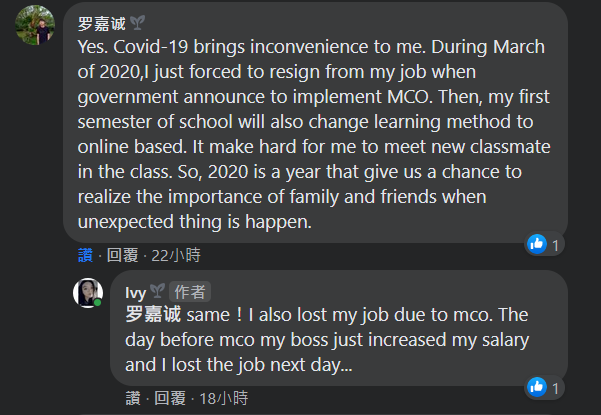 罗嘉诚
Yes. Covid-19 brings inconvenience to me. During March
of 2020,I just forced to resign from my job when
government announce to implement MCO. Then, my first
semester of school will also change learning method to
online based. It make hard for me to meet new classmate
in the class. So, 2020 is a year that give us a chance to
realize the importance of family and friends when
unexpected thing is happen.
1
讚 · 回覆 · 22小時
Ivy 作者
罗嘉诚 same！I also lost my job due to mco. The
day before mco my boss just increased my salary
and I lost the job next day...
1
讚 · 回覆 · 18小時